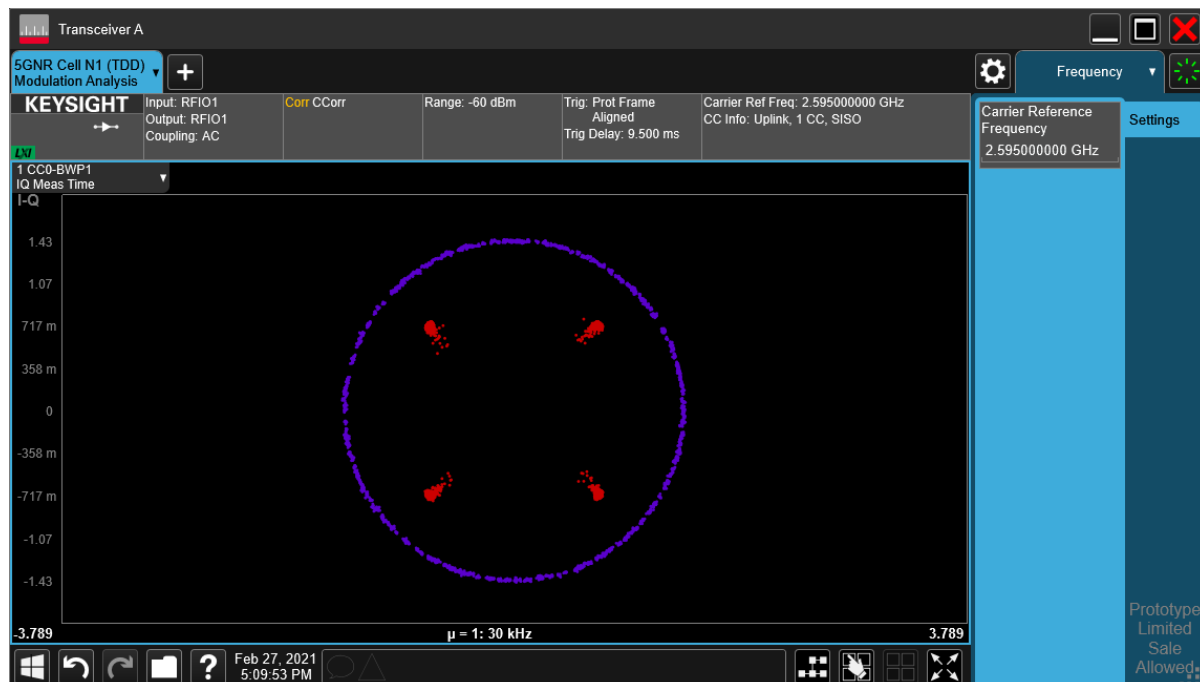 Transceiver A
5GNR Cell N1 (TDD)
Modulation Analysis
+
Frequency
KEYSIGHT
LXI
Input: RFIO1
Output: RFIO1
Coupling: AC
Corr CCorr
Range: -60 dBm
Trig: Prot Frame
Aligned
Trig Delay: 9.500 ms
Carrier Ref Freq: 2.595000000 GHz
CC Info: Uplink, 1 CC, SISO
Carrier Reference
Frequency
2.595000000 GHz
Settings
1 CC0-BWP1
IQ Meas Time
I-Q
1.43
1.07
717 m
358 m
0
-358 m
-717 m
-1.07
-1.43
-3.789
μ = 1: 30 kHz
3.789
Prototype
Limited
Sale
Allowed
?
Feb 27, 2021
5:09:53 PM